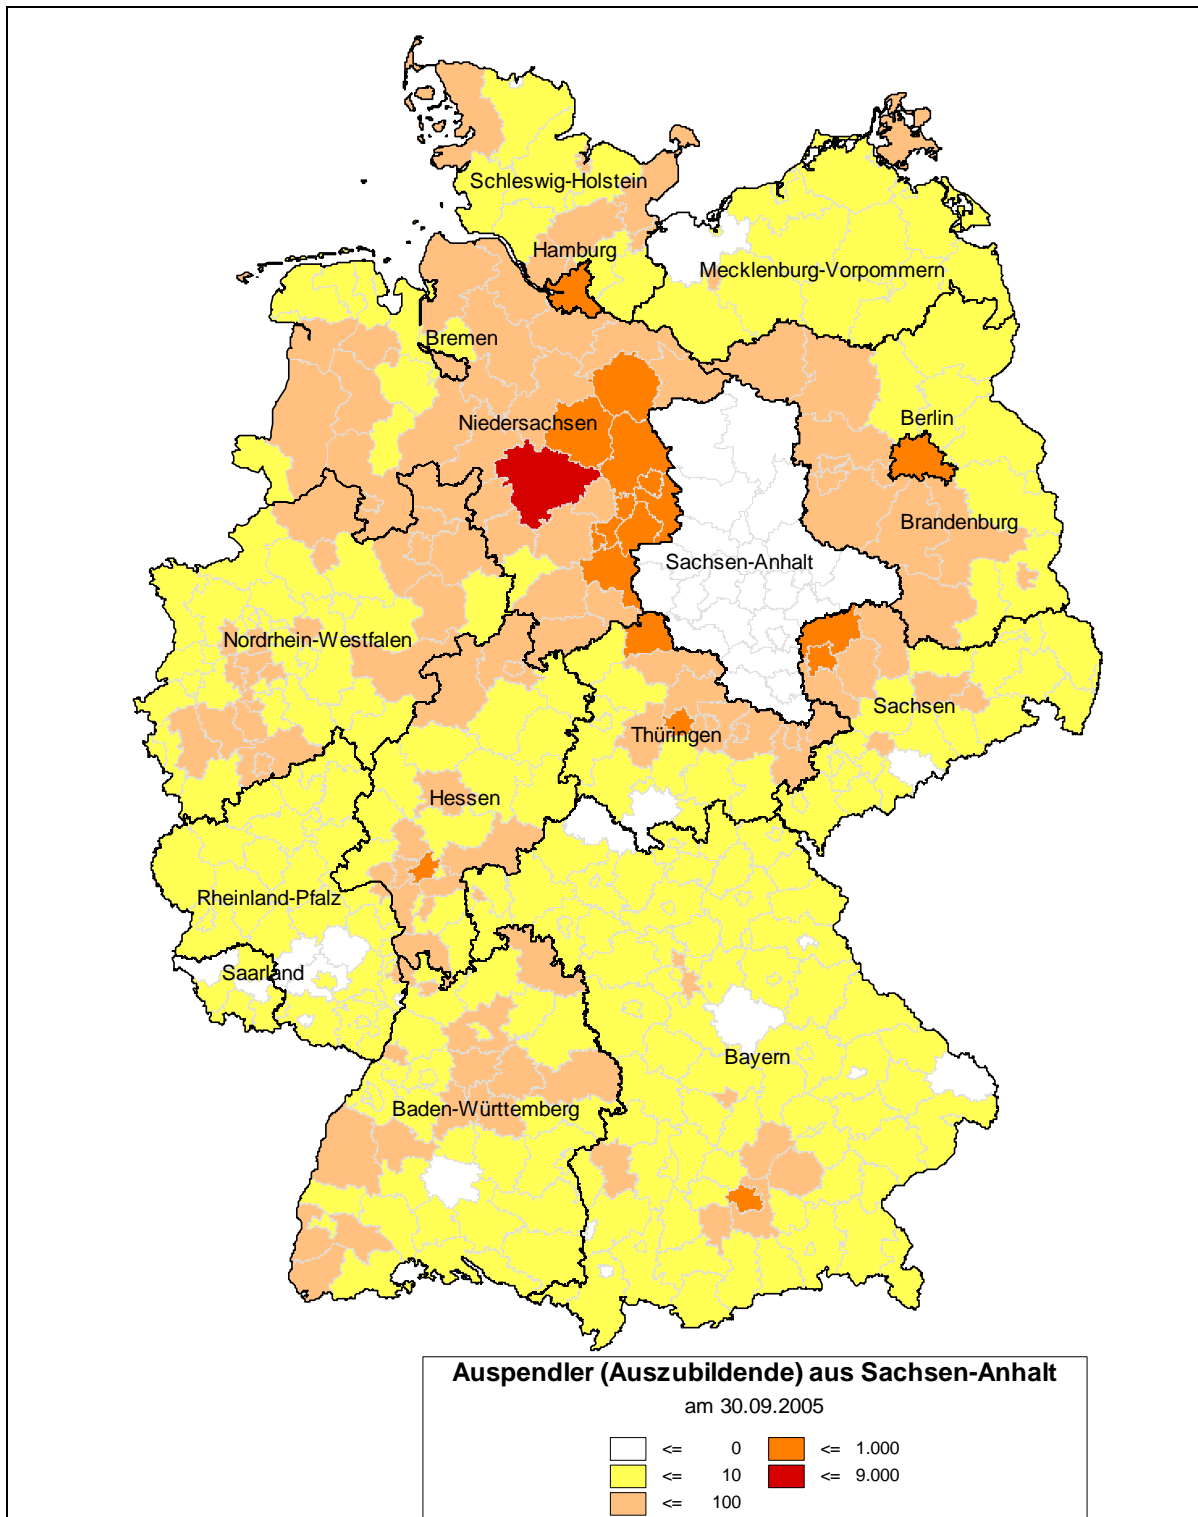 Schleswig-Holstein
Hamburg
Mecklenburg-Vorpommern
Bremen
Niedersachsen
Berlin
Brandenburg
Sachsen-Anhalt
Nordrhein-Westfalen
Sachsen
Thüringen
Hessen
Rheinland-Pfalz
Saarland
Bayern
Baden-Württemberg
Auspendler (Auszubildende) aus Sachsen-Anhalt
am 30.09.2005
<= 0 <= 1.000
<= 10 <= 9.000
<= 100